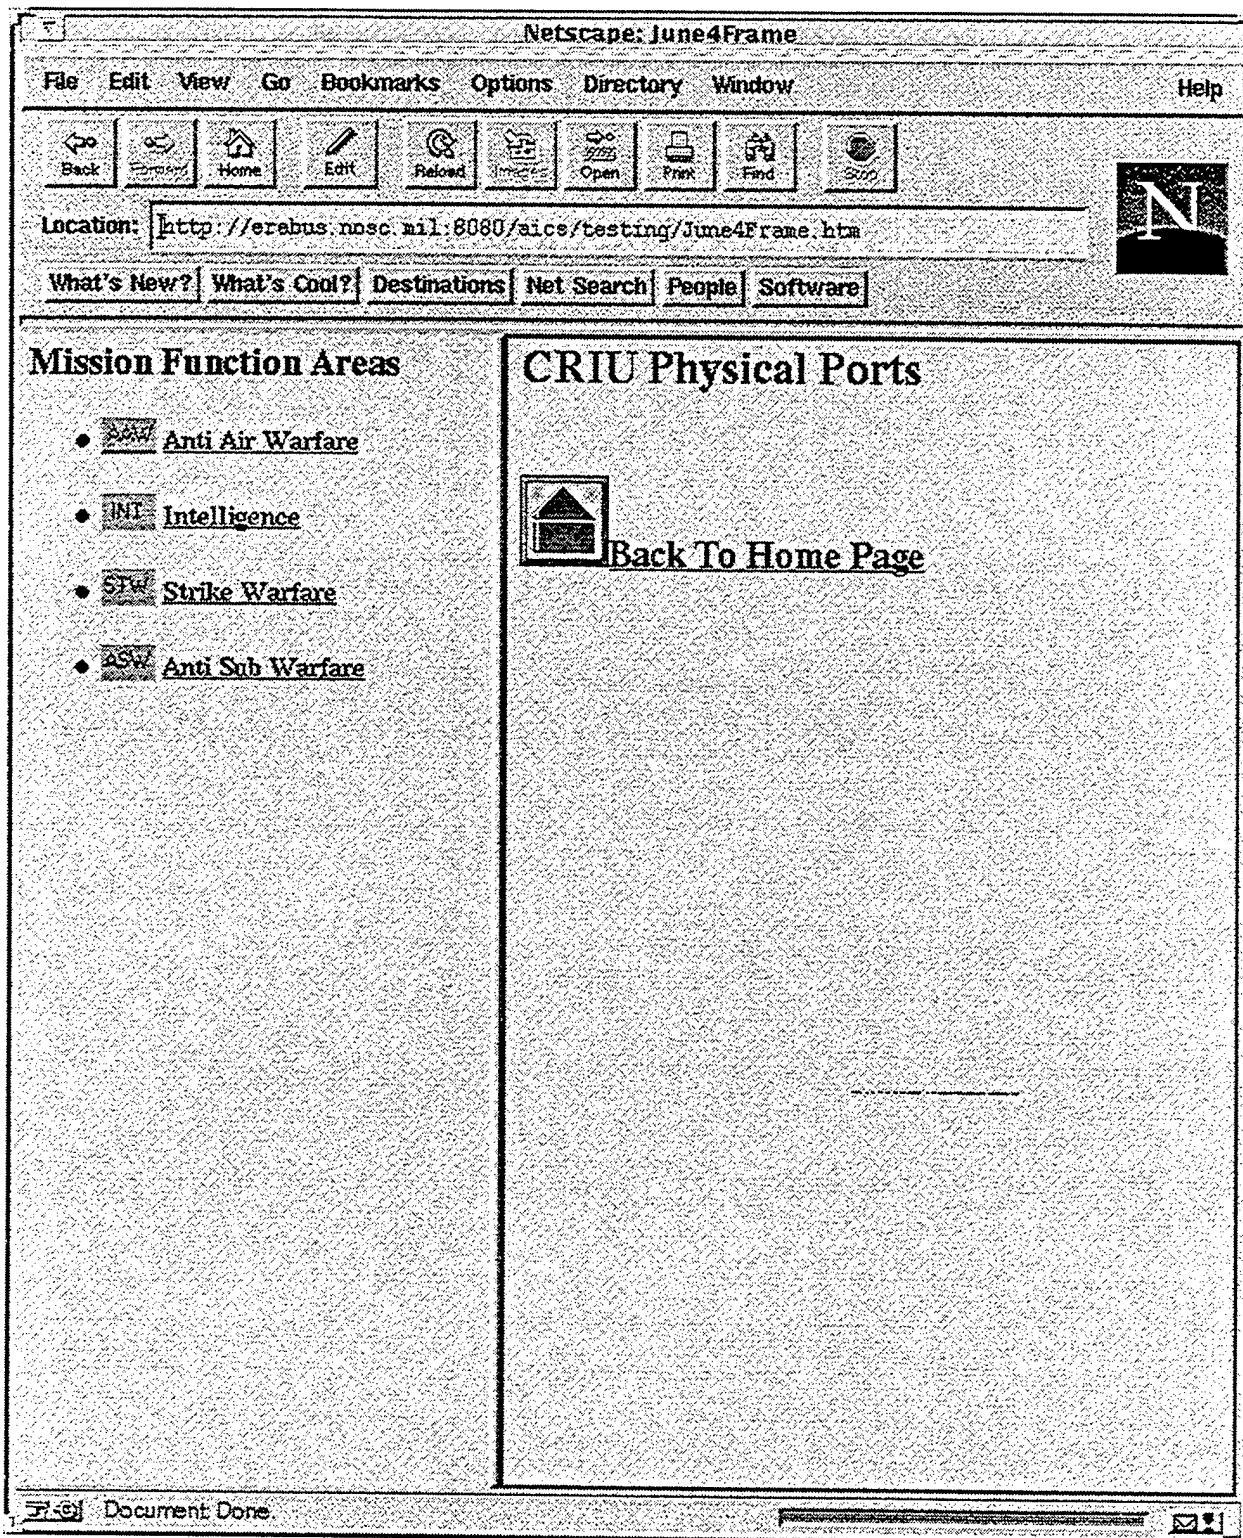 Netscape: June4Frame
File Edit View Go Bookmarks Options Directory Window Help
Back Forward Home Edit Reload Images Open Print Find Stop
N
Location: http://erebus.nosc.mil:8080/aics/testing/June4Frame.htm
What's New? What's Cool? Destinations Net Search People Software
Mission Function Areas
AAW Anti Air Warfare
INT Intelligence
STW Strike Warfare
ASW Anti Sub Warfare
CRIU Physical Ports
Back To Home Page
Document: Done.